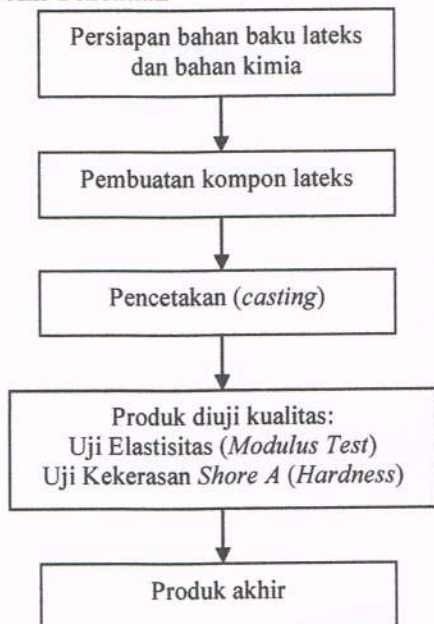 Persiapan bahan baku lateks
dan bahan kimia
Pembuatan kompon lateks
Pencetakan (casting)
Produk diuji kualitas:
Uji Elastisitas (Modulus Test)
Uji Kekerasan Shore A (Hardness)
Produk akhir